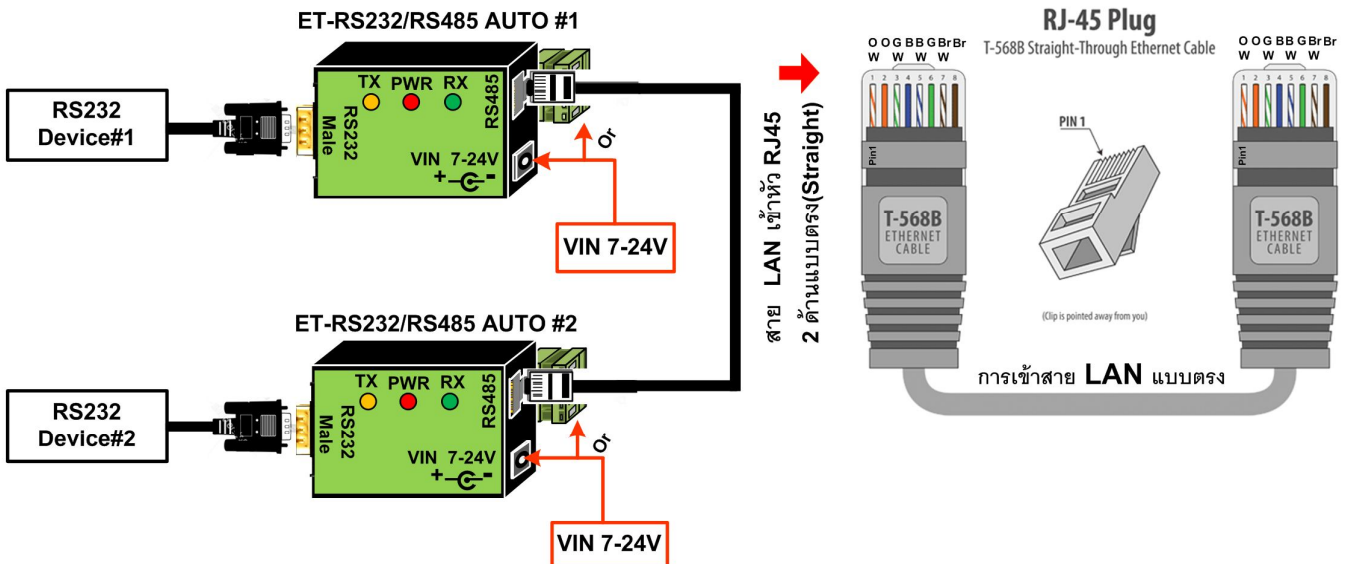 ET-RS232/RS485 AUTO #1
RS232
Device#1
TX PWR RX
RS232
Male
RS485
VIN 7-24V
+ -
Or
VIN 7-24V
ET-RS232/RS485 AUTO #2
RS232
Device#2
TX PWR RX
RS232
Male
RS485
VIN 7-24V
+ -
Or
VIN 7-24V
สาย LAN เข้าหัว RJ45
2 ด้านแบบตรง(Straight)
RJ-45 Plug
T-568B Straight-Through Ethernet Cable
O O G B B G Br Br
W W W W
1 2 3 4 5 6 7 8
Pin1
T-568B
ETHERNET
CABLE
PIN 1
(Clip is pointed away from you)
O O G B B G Br Br
W W W W
1 2 3 4 5 6 7 8
Pin1
T-568B
ETHERNET
CABLE
การเข้าสาย LAN แบบตรง